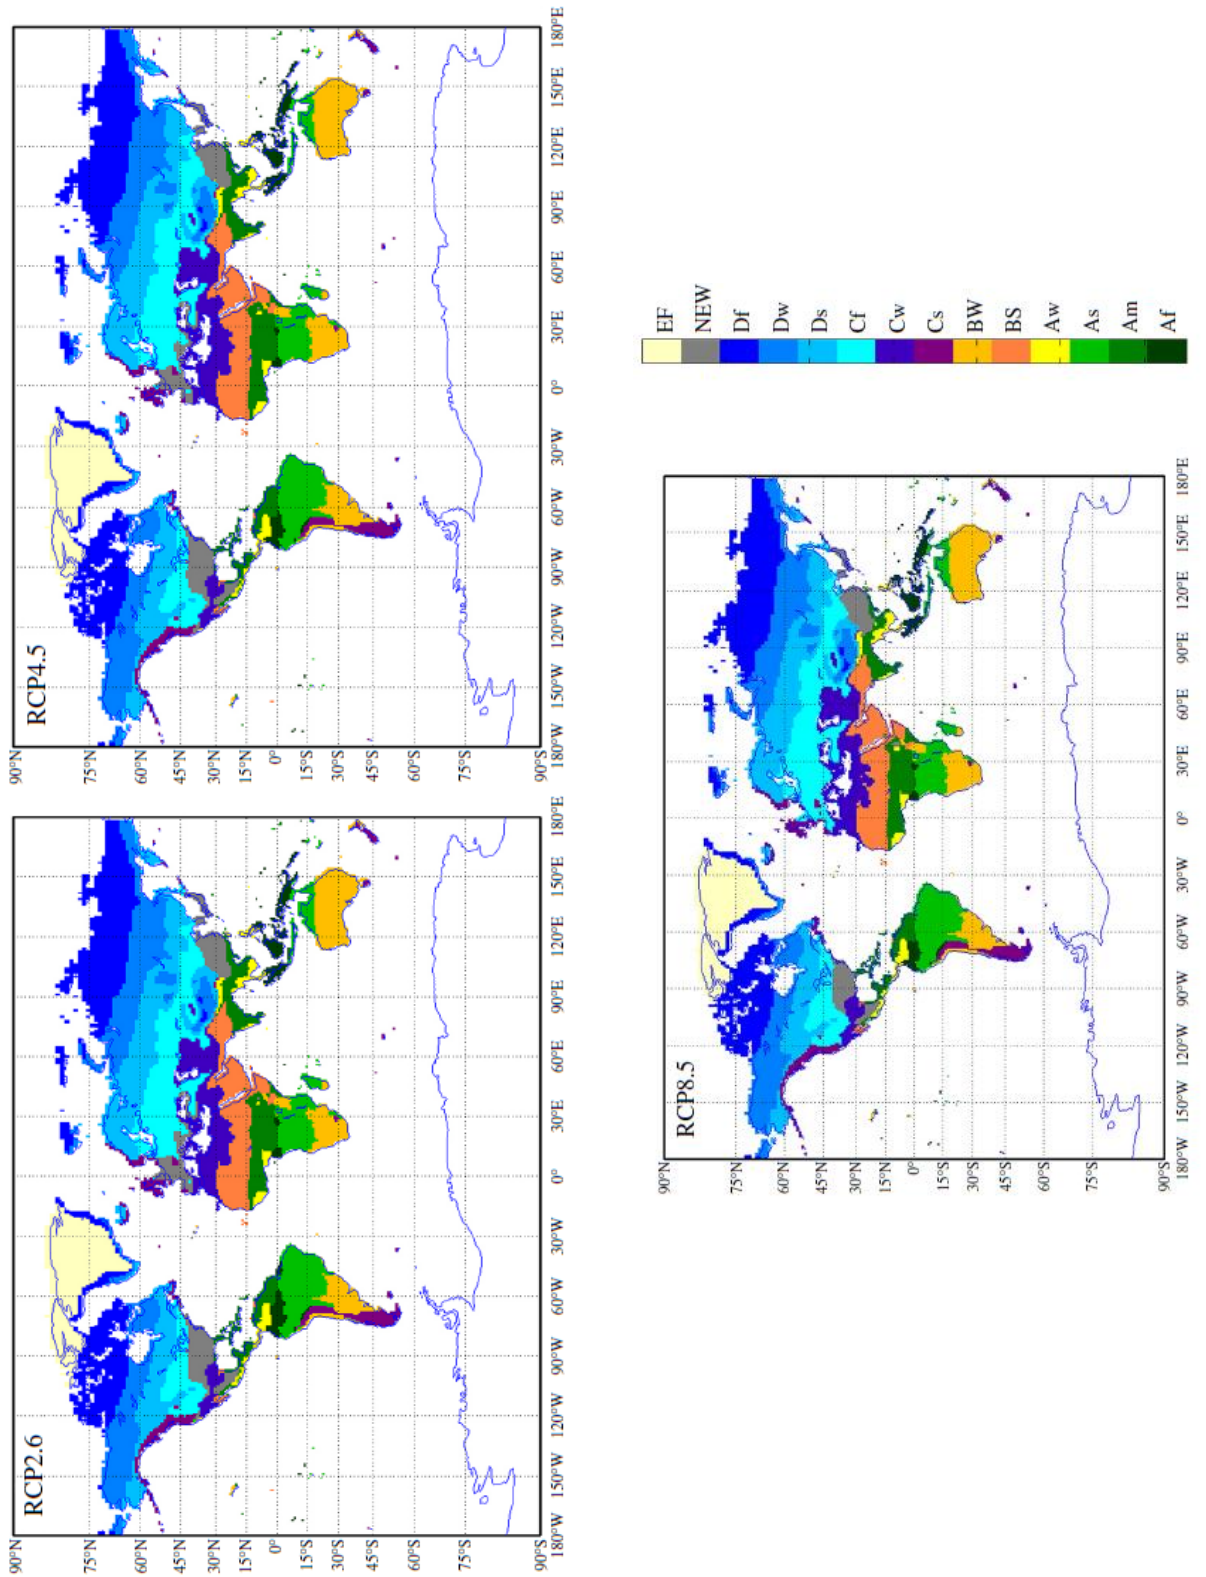 RCP4.5
90°N
75°N
60°N
45°N
30°N
15°N
0°
15°S
30°S
45°S
60°S
75°S
90°S
180°W
150°W
120°W
90°W
60°W
30°W
0°
30°E
60°E
90°E
120°E
150°E
180°E
RCP2.6
90°N
75°N
60°N
45°N
30°N
15°N
0°
15°S
30°S
45°S
60°S
75°S
90°S
180°W
150°W
120°W
90°W
60°W
30°W
0°
30°E
60°E
90°E
120°E
150°E
180°E
RCP8.5
90°N
75°N
60°N
45°N
30°N
15°N
0°
15°S
30°S
45°S
60°S
75°S
90°S
180°W
150°W
120°W
90°W
60°W
30°W
0°
30°E
60°E
90°E
120°E
150°E
180°E
EF
NEW
Df
Dw
Ds
Cf
Cw
Cs
BW
BS
Aw
As
Am
Af